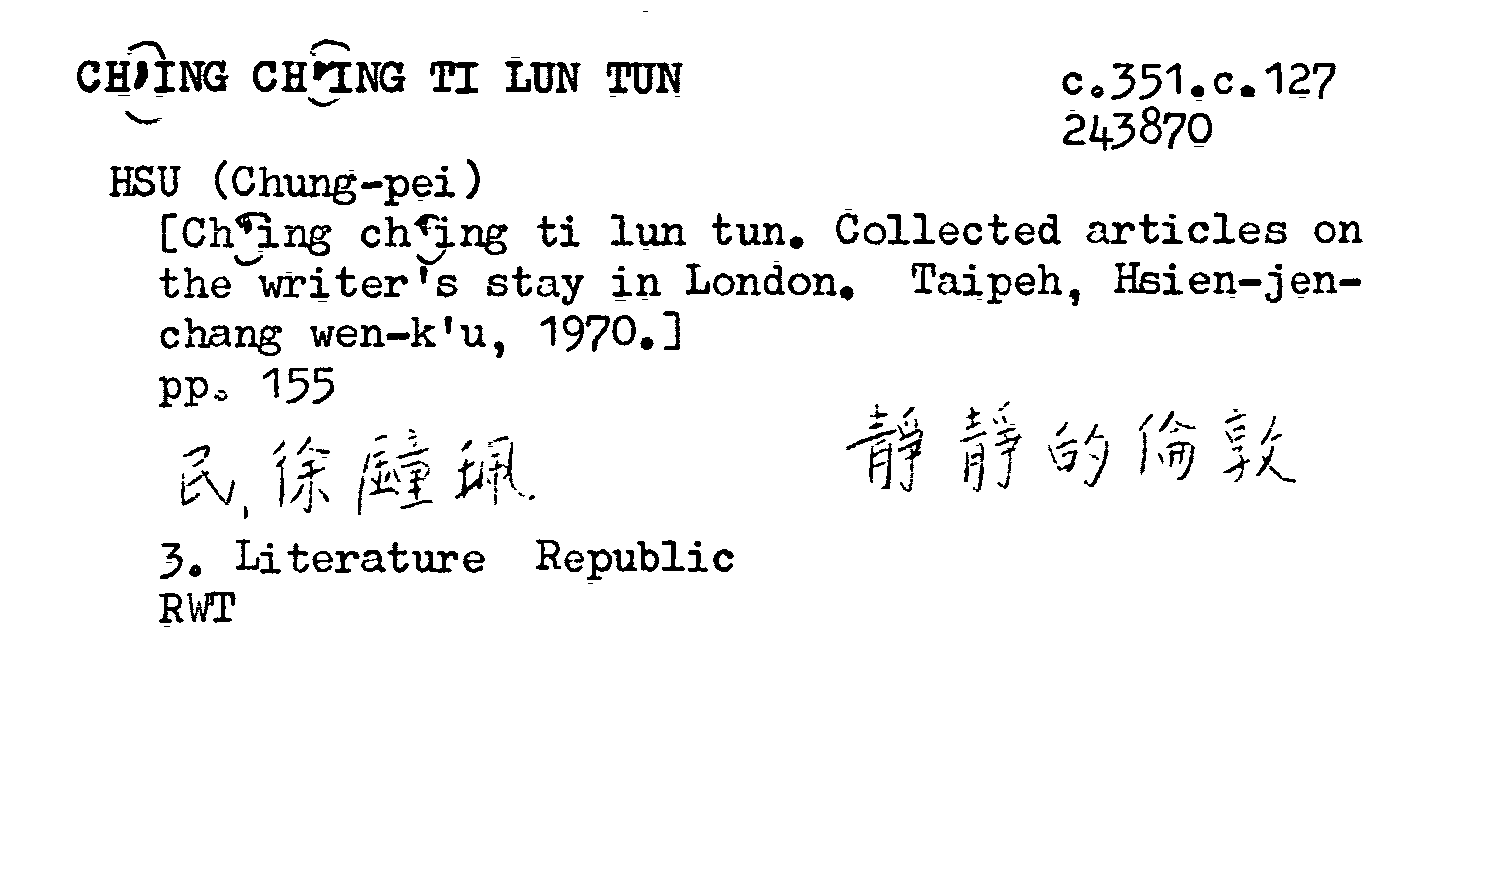 CH'ING CH'ING TI LUN TUN
c.351.c.127
243870
HSU (Chung-pei)
[Ch'ing ch'ing ti lun tun. Collected articles on
the writer's stay in London. Taipeh, Hsien-jen-
chang wen-k'u, 1970.]
pp. 155
靜靜的倫敦
民,徐鐘珮
3. Literature Republic
RWT